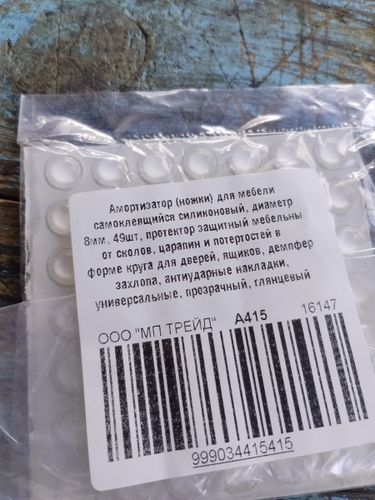 Амортизатор (ножки) для мебели
самоклеящийся силиконовый, диаметр
8мм, 49шт, протектор защитный мебельны
от сколов, царапин и потертостей в
форме круга для дверей, ящиков, демпфер
захлопа, антиударные накладки,
универсальные, прозрачный, глянцевый
ООО "МП ТРЕЙД" А415 16147
999034415415